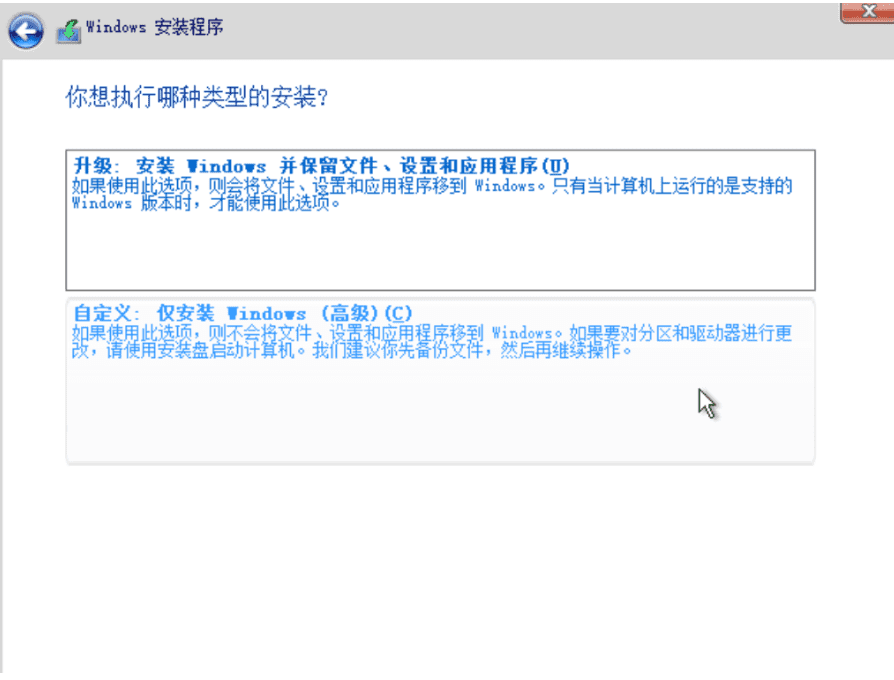 Windows 安装程序
你想执行哪种类型的安装?
升级: 安装 Windows 并保留文件、设置和应用程序(U)
如果使用此选项，则会将文件、设置和应用程序移到 Windows。只有当计算机上运行的是支持的
Windows 版本时，才能使用此选项。
自定义: 仅安装 Windows (高级)(C)
如果使用此选项，则不会将文件、设置和应用程序移到 Windows。如果要对分区和驱动器进行更
改，请使用安装盘启动计算机。我们建议你先备份文件，然后再继续操作。